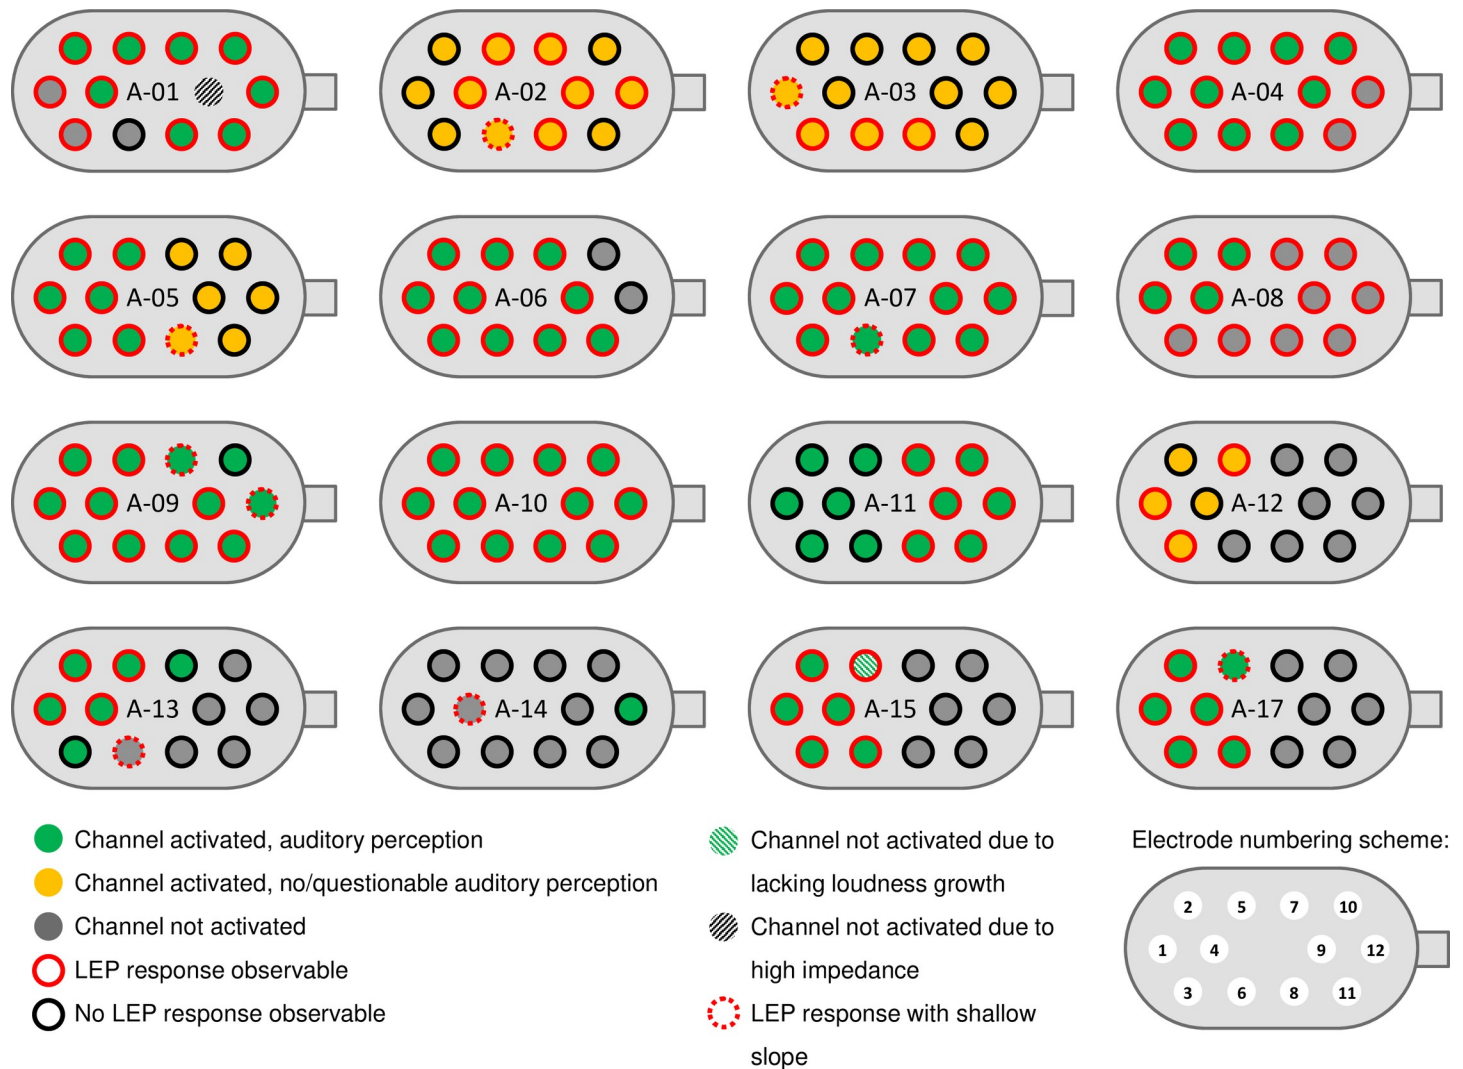 A-01
A-02
A-03
A-04
A-05
A-06
A-07
A-08
A-09
A-10
A-11
A-12
A-13
A-14
A-15
A-17
Channel activated, auditory perception
Channel activated, no/questionable auditory perception
Channel not activated
LEP response observable
No LEP response observable
Channel not activated due to
lacking loudness growth
Channel not activated due to
high impedance
LEP response with shallow
slope
Electrode numbering scheme:
2 5 7 10
1 4 9 12
3 6 8 11